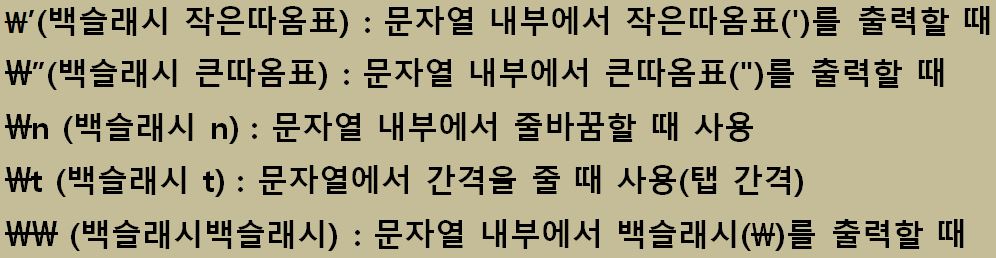 ₩'(백슬래시 작은따옴표) : 문자열 내부에서 작은따옴표(')를 출력할 때
₩"(백슬래시 큰따옴표) : 문자열 내부에서 큰따옴표(")를 출력할 때
₩n (백슬래시 n) : 문자열 내부에서 줄바꿈할 때 사용
₩t (백슬래시 t) : 문자열에서 간격을 줄 때 사용(탭 간격)
₩₩ (백슬래시백슬래시) : 문자열 내부에서 백슬래시(₩)를 출력할 때